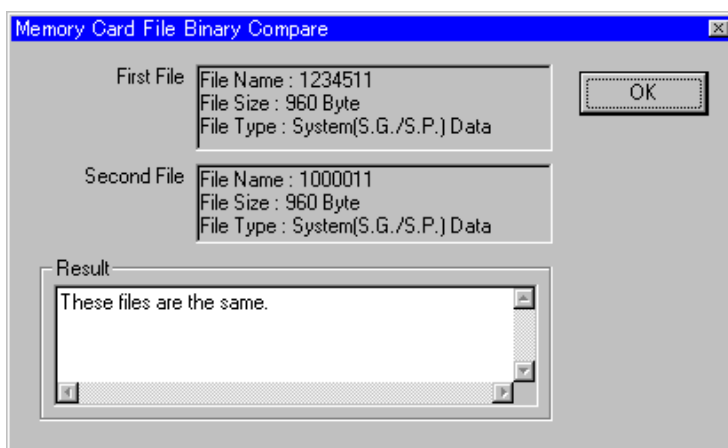 Memory Card File Binary Compare
First File
File Name : 1234511
File Size : 960 Byte
File Type : System(S.G./S.P.) Data
OK
Second File
File Name : 1000011
File Size : 960 Byte
File Type : System(S.G./S.P.) Data
Result
These files are the same.